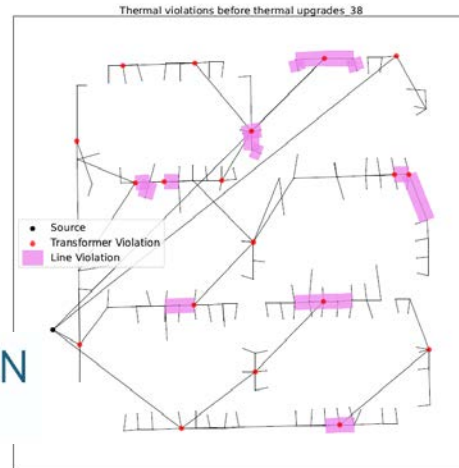 Thermal violations before thermal upgrades_38
Source
Transformer Violation
Line Violation
N